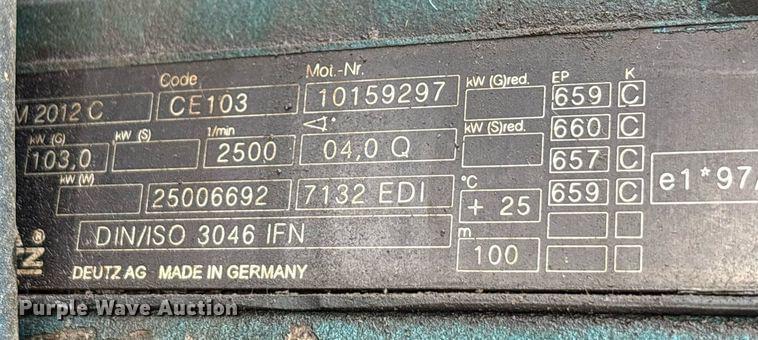 Code Mot.-Nr. kW (G)red. EP K
M 2012 C CE103 10159297 659 C
kW (G) kW (S) 1/min kW (S)red. 660 C
103,0 2500 04,0 Q 657 C
kW (W) °C
25006692 7132 EDI + 25 659 C e1*97/
DIN/ISO 3046 IFN m
® 100
DEUTZ AG MADE IN GERMANY
Purple Wave Auction